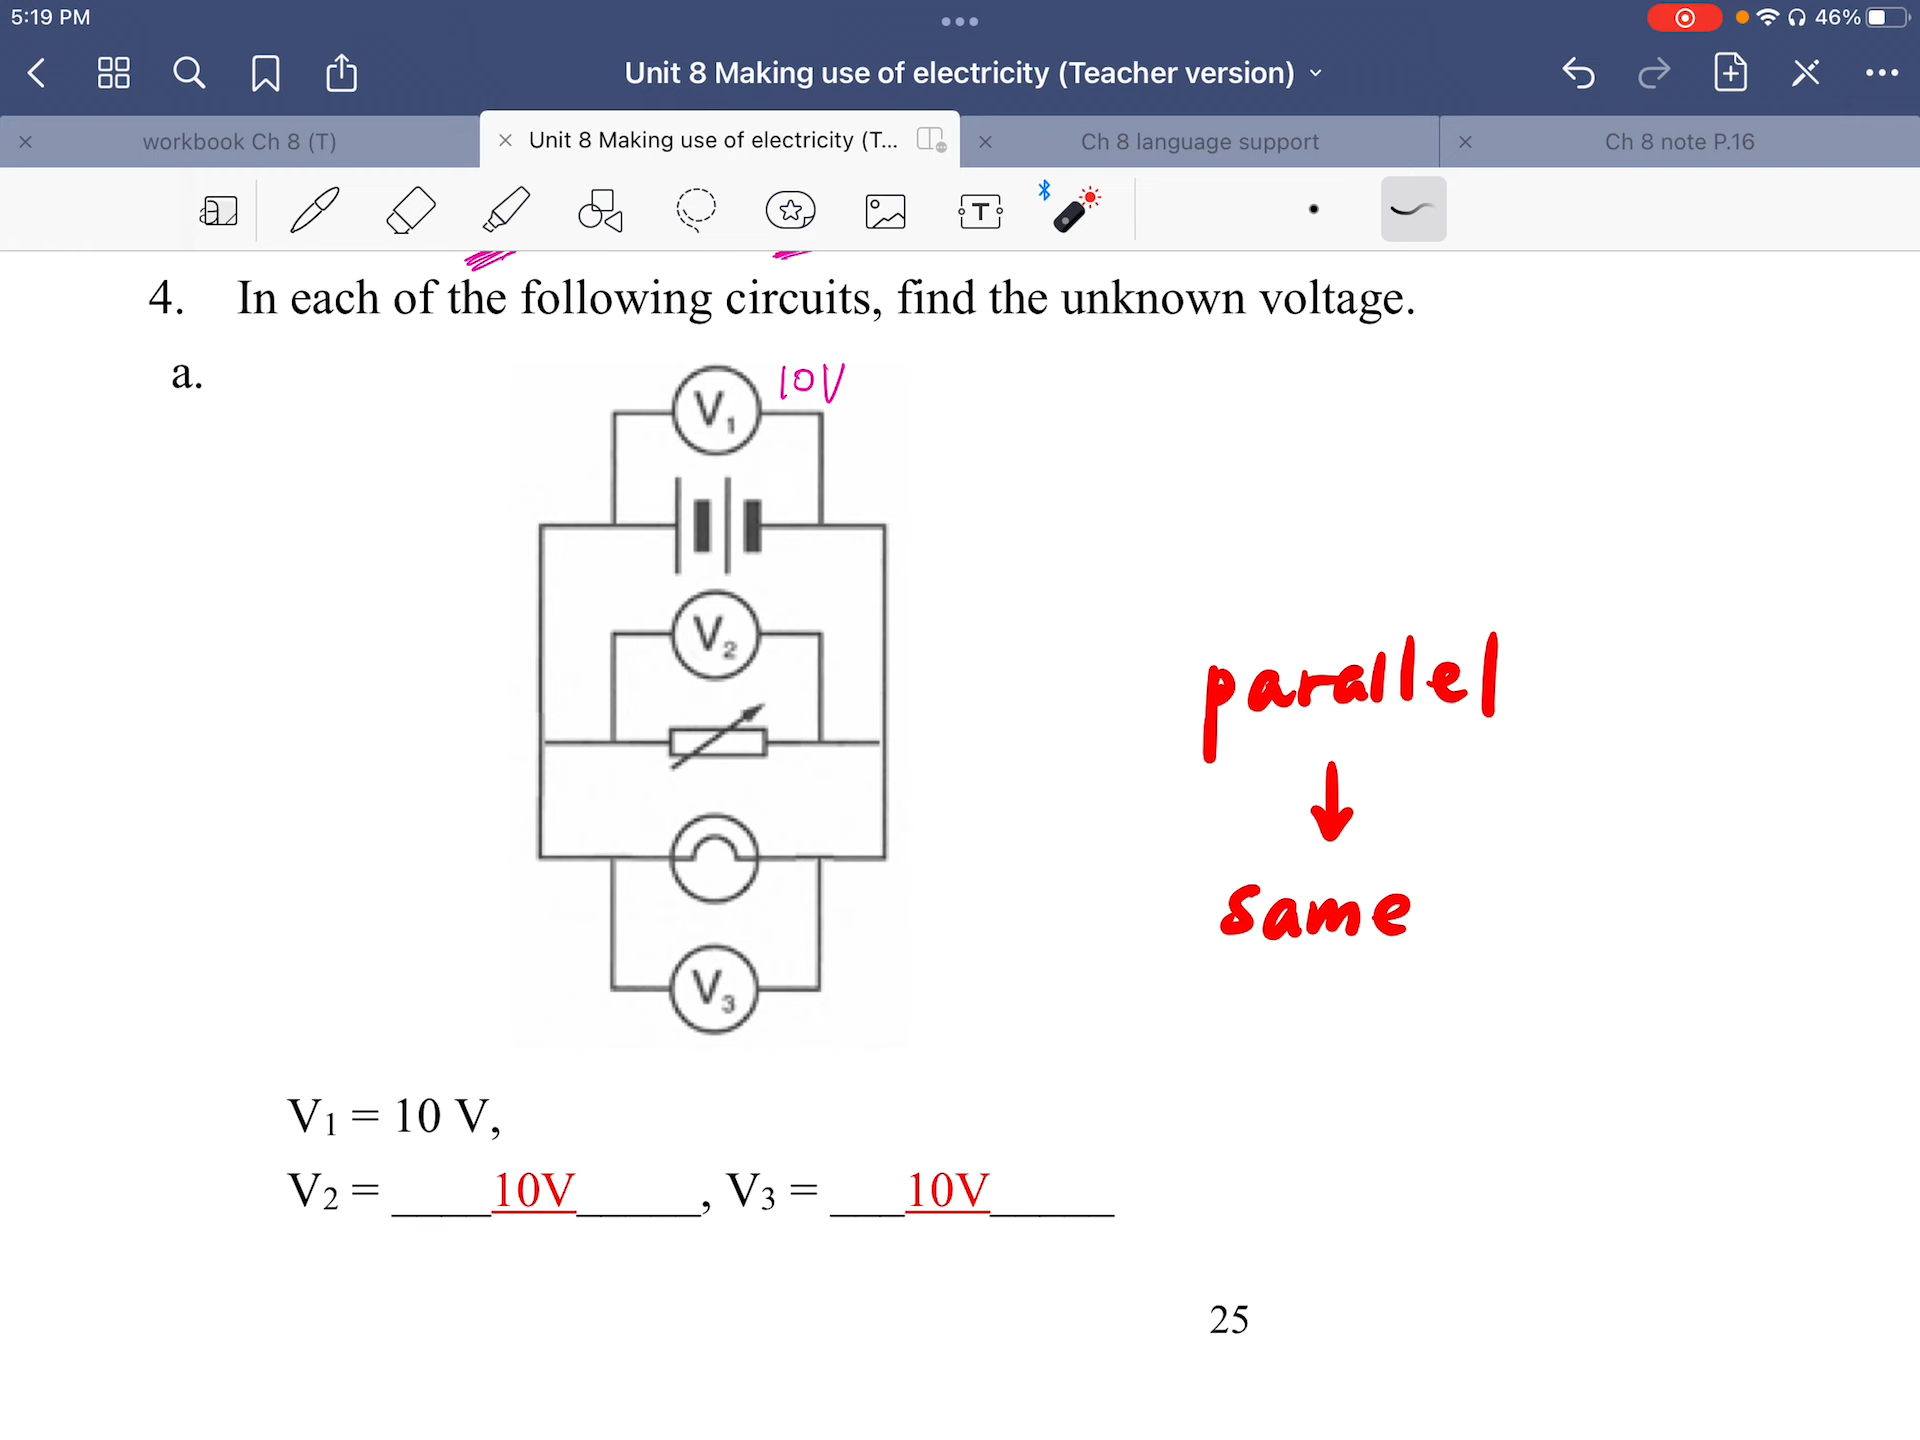 5:19 PM
46%
Unit 8 Making use of electricity (Teacher version)
workbook Ch 8 (T)
Unit 8 Making use of electricity (T...
Ch 8 language support
Ch 8 note P.16
a
T
4. In each of the following circuits, find the unknown voltage.
a.
V1
10V
V2
parallel
same
V3
V1 = 10 V,
V2 = ____10V_____, V3 = ___10V_____
25